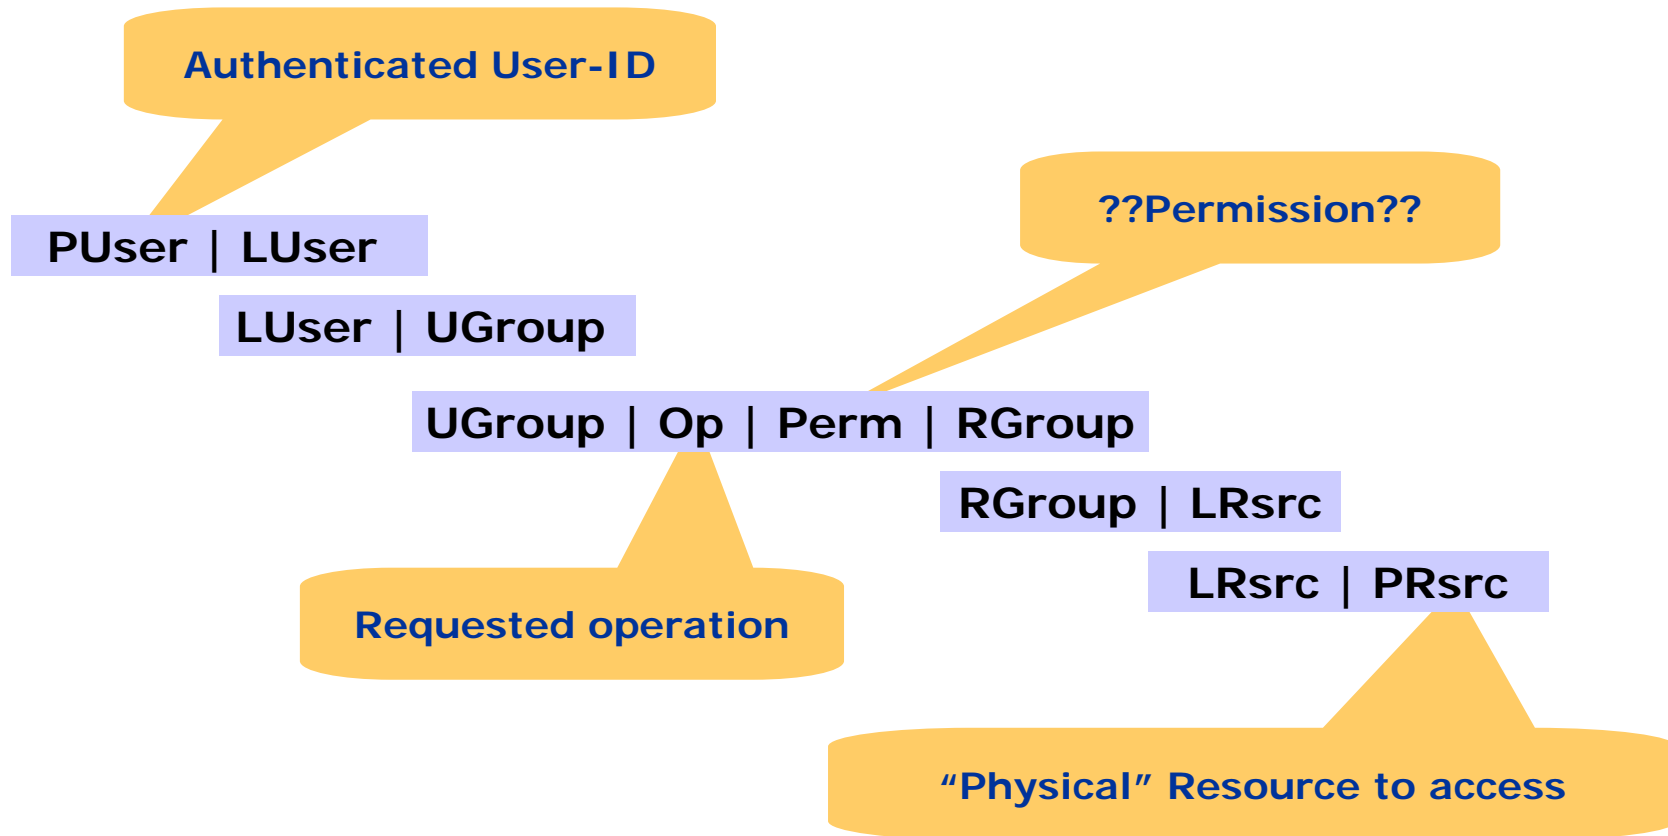 Authenticated User-ID
??Permission??
PUser | LUser
LUser | UGroup
UGroup | Op | Perm | RGroup
RGroup | LRsrc
LRsrc | PRsrc
Requested operation
“Physical” Resource to access